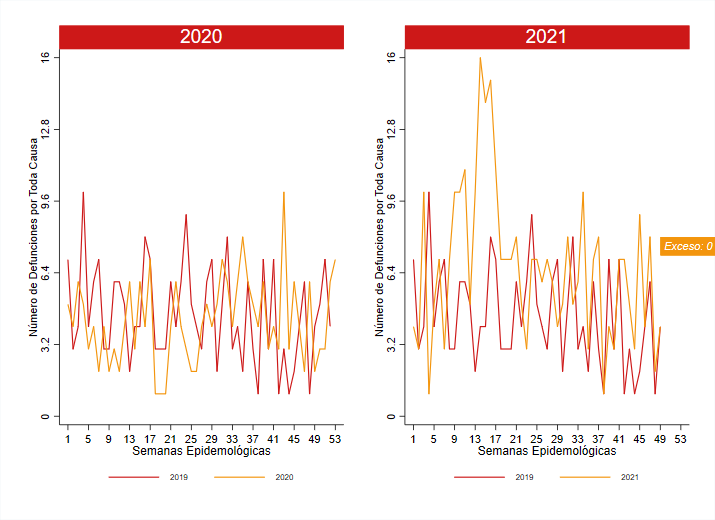 2020
2021
Número de Defunciones por Toda Causa
0 3.2 6.4 9.6 12.8 16
1 5 9 13 17 21 25 29 33 37 41 45 49 53
Semanas Epidemológicas
2019 2020
Número de Defunciones por Toda Causa
0 3.2 6.4 9.6 12.8 16
Exceso: 0
1 5 9 13 17 21 25 29 33 37 41 45 49 53
Semanas Epidemológicas
2019 2021